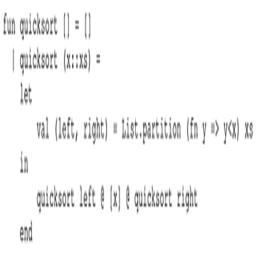 fun quicksort [] = []
  | quicksort (x::xs) =
    let
        val (left, right) = List.partition (fn y => y<x) xs
    in
        quicksort left @ [x] @ quicksort right
    end